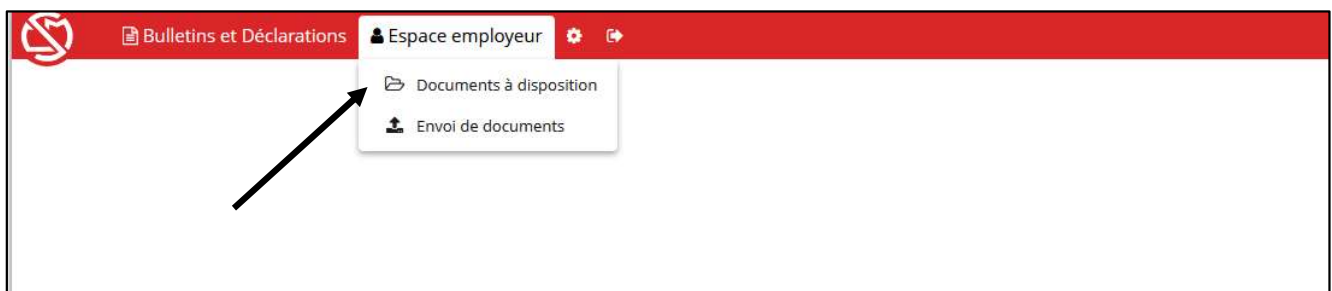 Bulletins et Déclarations Espace employeur
Documents à disposition
Envoi de documents